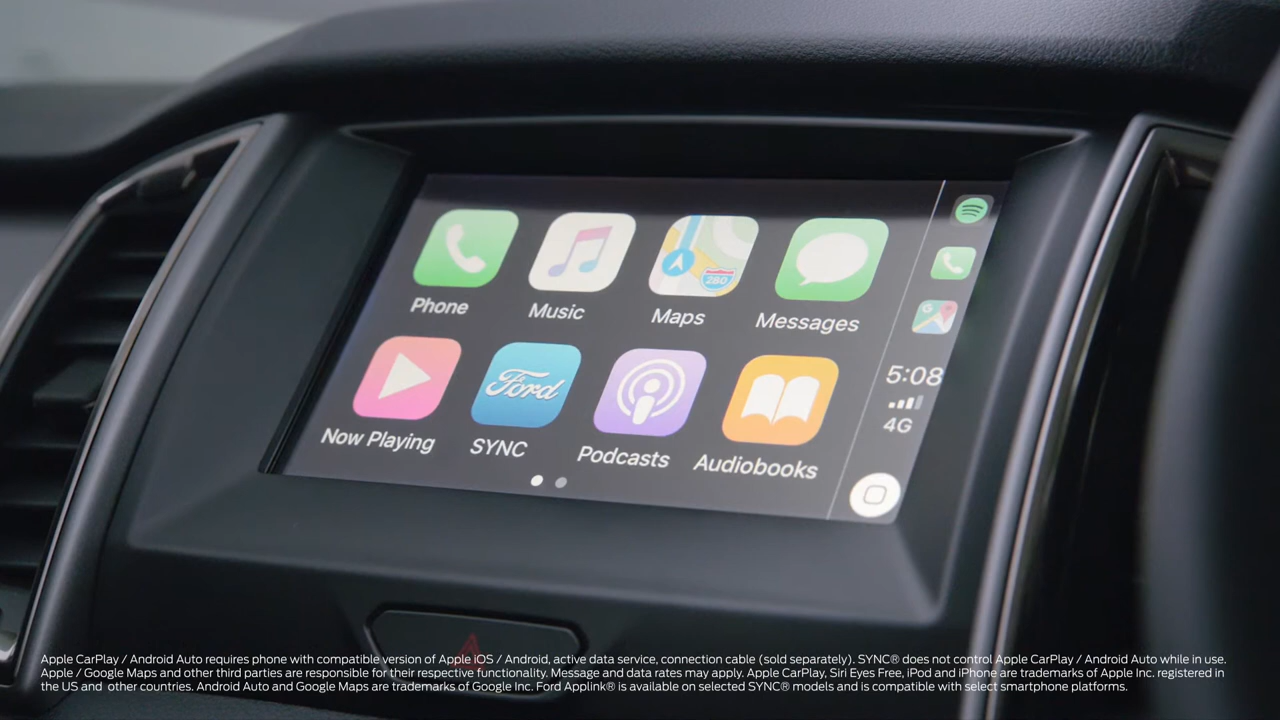 Phone
Music
Maps
280
Messages
Now Playing
Ford
SYNC
Podcasts
Audiobooks
G
5:08
4G
Apple CarPlay / Android Auto requires phone with compatible version of Apple iOS / Android, active data service, connection cable (sold separately). SYNC® does not control Apple CarPlay / Android Auto while in use.
Apple / Google Maps and other third parties are responsible for their respective functionality. Message and data rates may apply. Apple CarPlay, Siri Eyes Free, iPod and iPhone are trademarks of Apple Inc. registered in
the US and other countries. Android Auto and Google Maps are trademarks of Google Inc. Ford Applink® is available on selected SYNC® models and is compatible with select smartphone platforms.